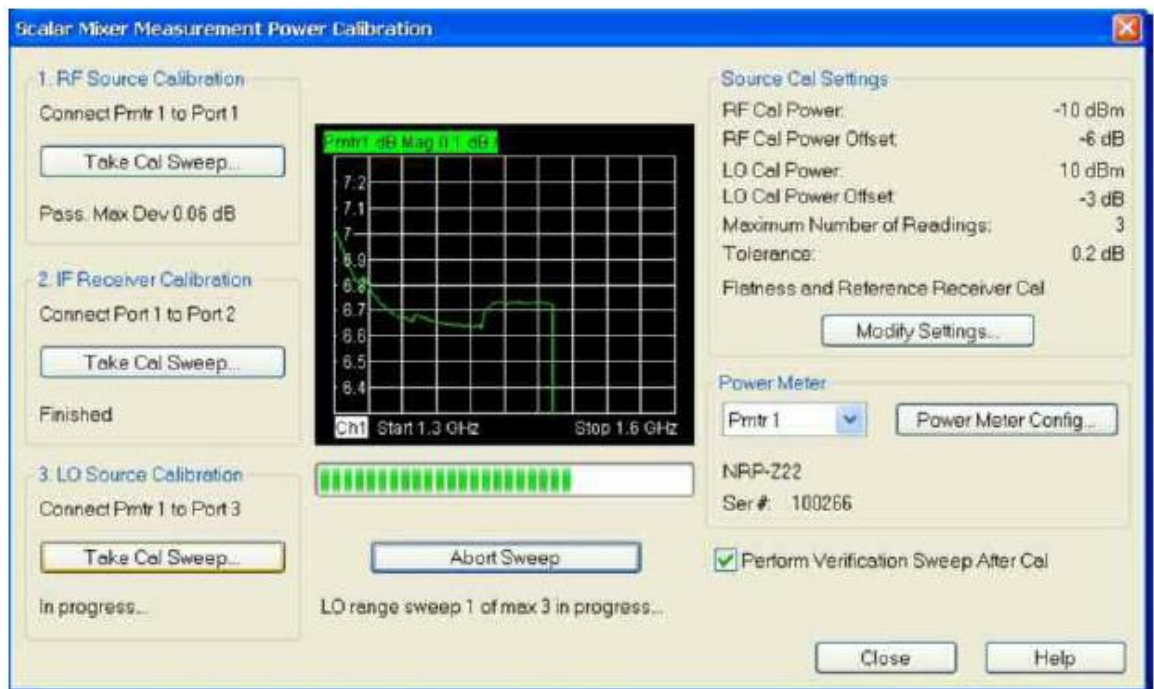 Scalar Mixer Measurement Power Calibration
1. RF Source Calibration
Connect Pmtr 1 to Port 1
Take Cal Sweep...
Pass. Max Dev 0.06 dB
2. IF Receiver Calibration
Connect Port 1 to Port 2
Take Cal Sweep...
Finished
3. LO Source Calibration
Connect Pmtr 1 to Port 3
Take Cal Sweep...
In progress...
Pmtr1 dB Mag 0.1 dB /
7.2
7.1
7
6.9
6.8
6.7
6.6
6.5
6.4
Ch1 Start 1.3 GHz Stop 1.6 GHz
Abort Sweep
LO range sweep 1 of max 3 in progress...
Source Cal Settings
RF Cal Power: -10 dBm
RF Cal Power Offset: -6 dB
LO Cal Power: 10 dBm
LO Cal Power Offset -3 dB
Maximum Number of Readings: 3
Tolerance: 0.2 dB
Flatness and Reference Receiver Cal
Modify Settings...
Power Meter
Pmtr 1
Power Meter Config...
NRP-Z22
Ser #: 100266
Perform Verification Sweep After Cal
Close
Help